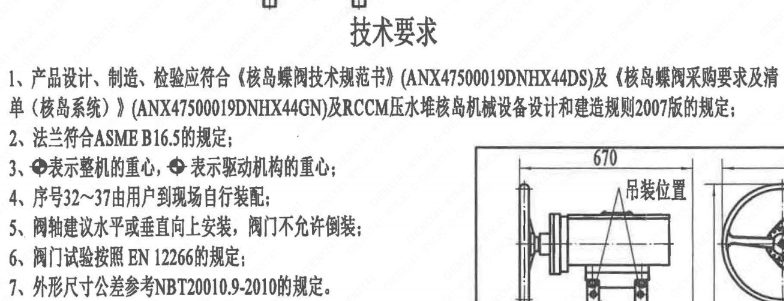 技术要求
1、产品设计、制造、检验应符合《核岛蝶阀技术规范书》(ANX47500019DNHX44DS)及《核岛蝶阀采购要求及清
单（核岛系统）》(ANX47500019DNHX44GN)及RCCM压水堆核岛机械设备设计和建造规则2007版的规定；
2、法兰符合ASME B16.5的规定；
3、表示整机的重心，表示驱动机构的重心；
4、序号32～37由用户到现场自行装配；
5、阀轴建议水平或垂直向上安装，阀门不允许倒装；
6、阀门试验按照 EN 12266的规定；
7、外形尺寸公差参考NBT20010.9-2010的规定。
670
吊装位置